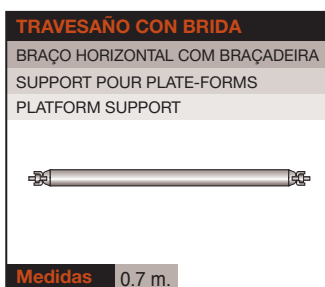 TRAVESAÑO CON BRIDA
BRAÇO HORIZONTAL COM BRAÇADEIRA
SUPPORT POUR PLATE-FORMS
PLATFORM SUPPORT
Medidas 0.7 m.